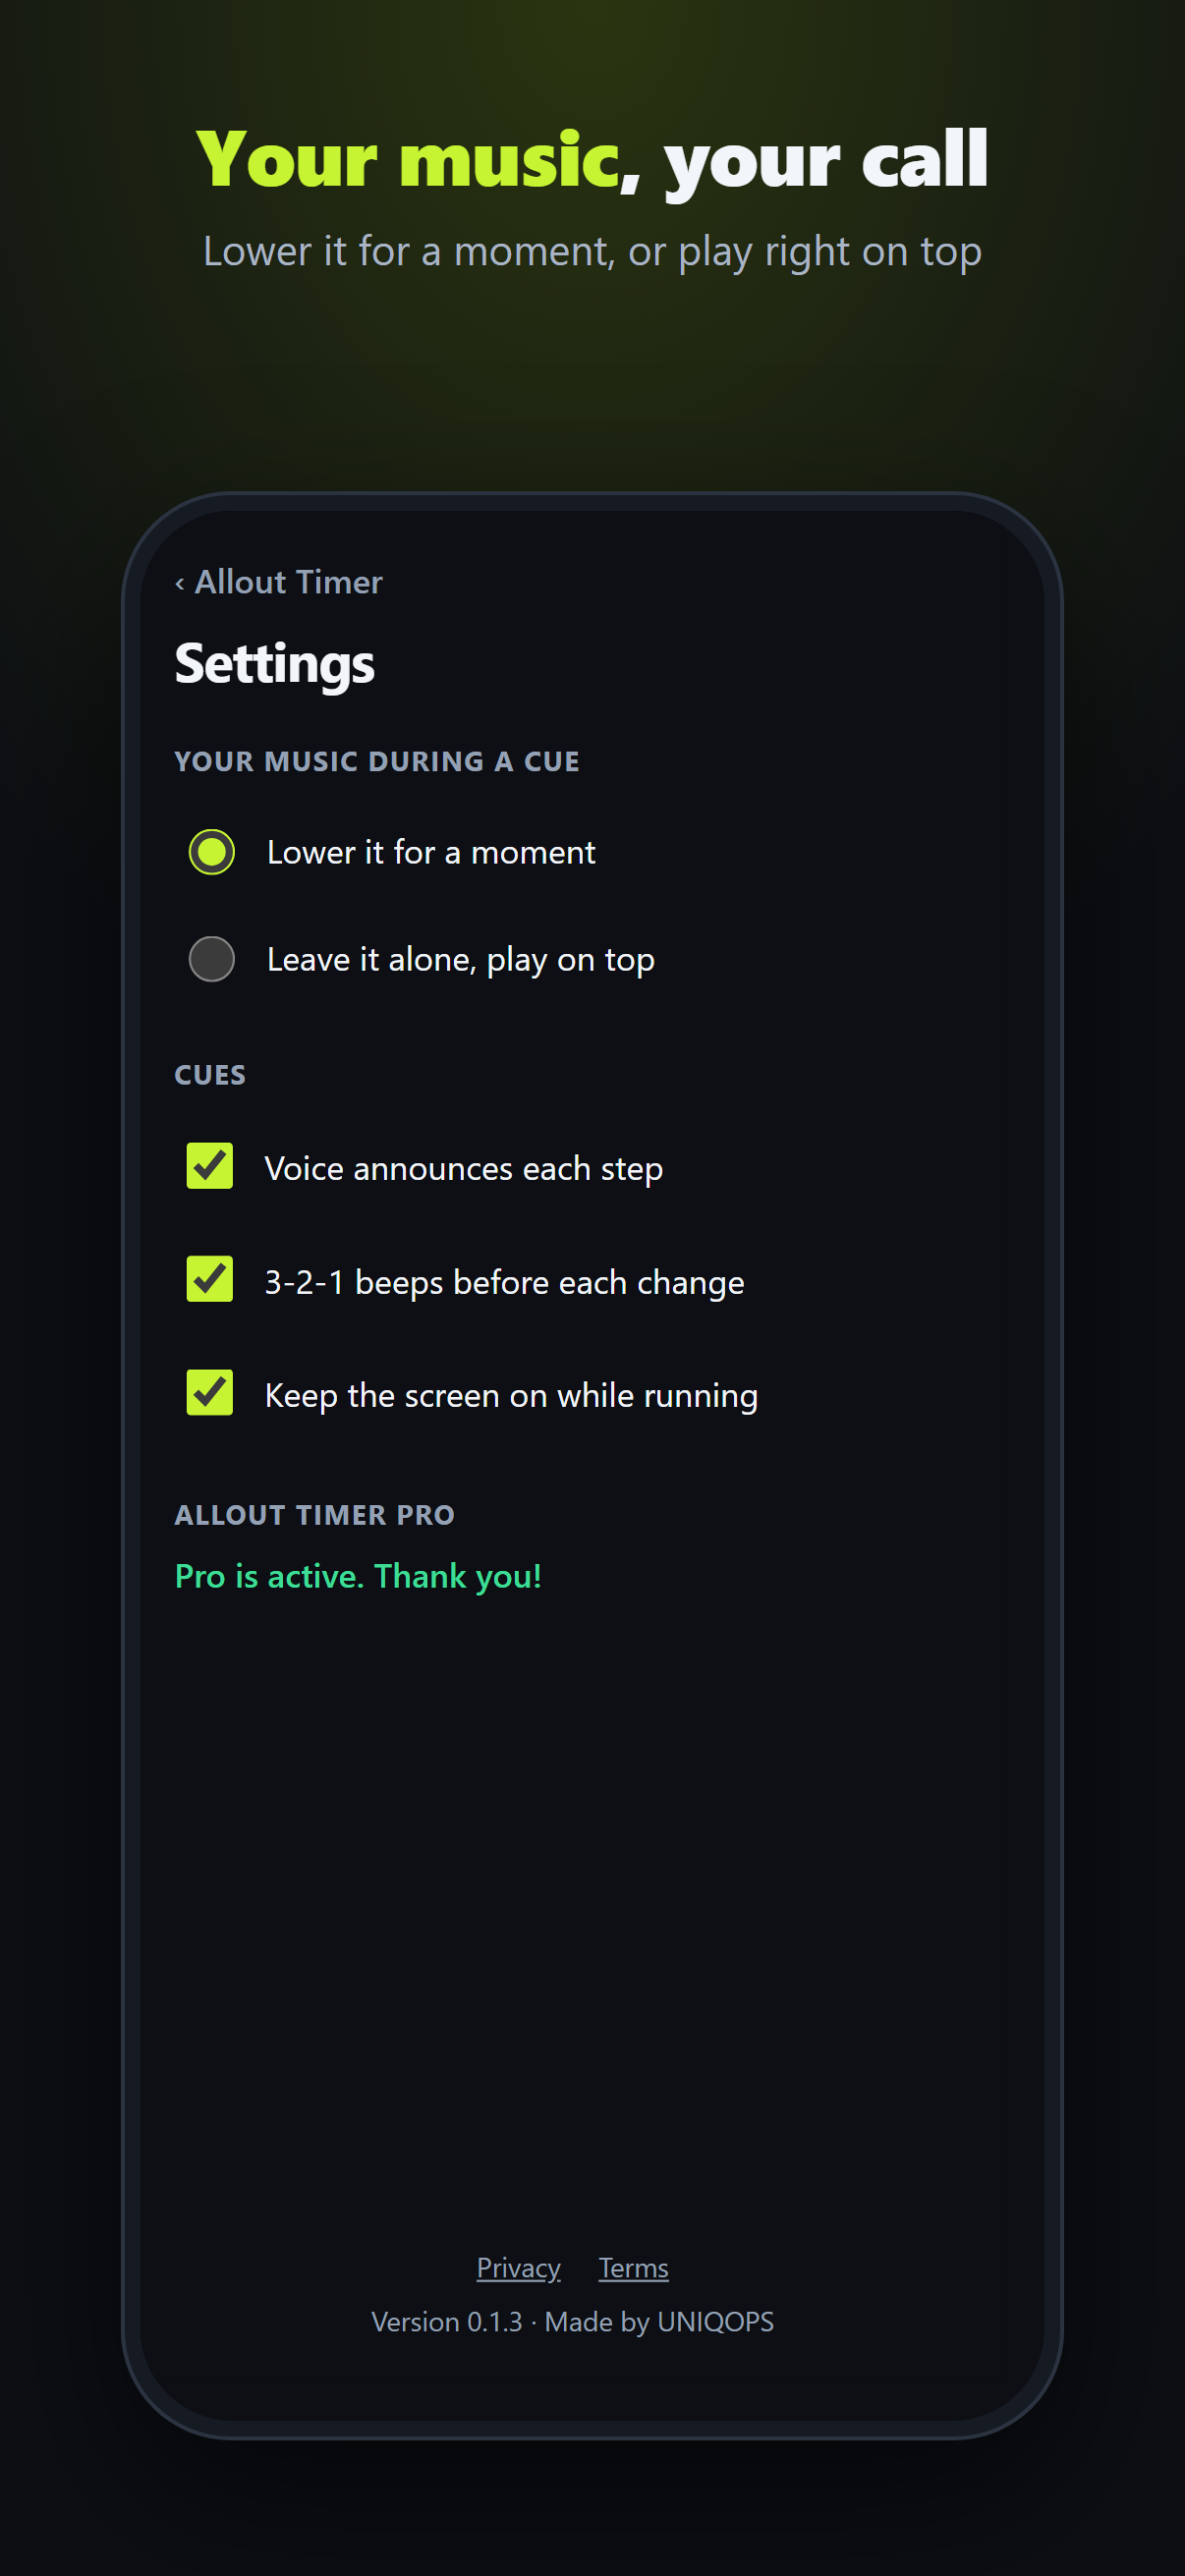 Your music, your call
Lower it for a moment, or play right on top
‹ Allout Timer
Settings
YOUR MUSIC DURING A CUE
Lower it for a moment
Leave it alone, play on top
CUES
Voice announces each step
3-2-1 beeps before each change
Keep the screen on while running
ALLOUT TIMER PRO
Pro is active. Thank you!
Privacy Terms
Version 0.1.3 · Made by UNIQOPS